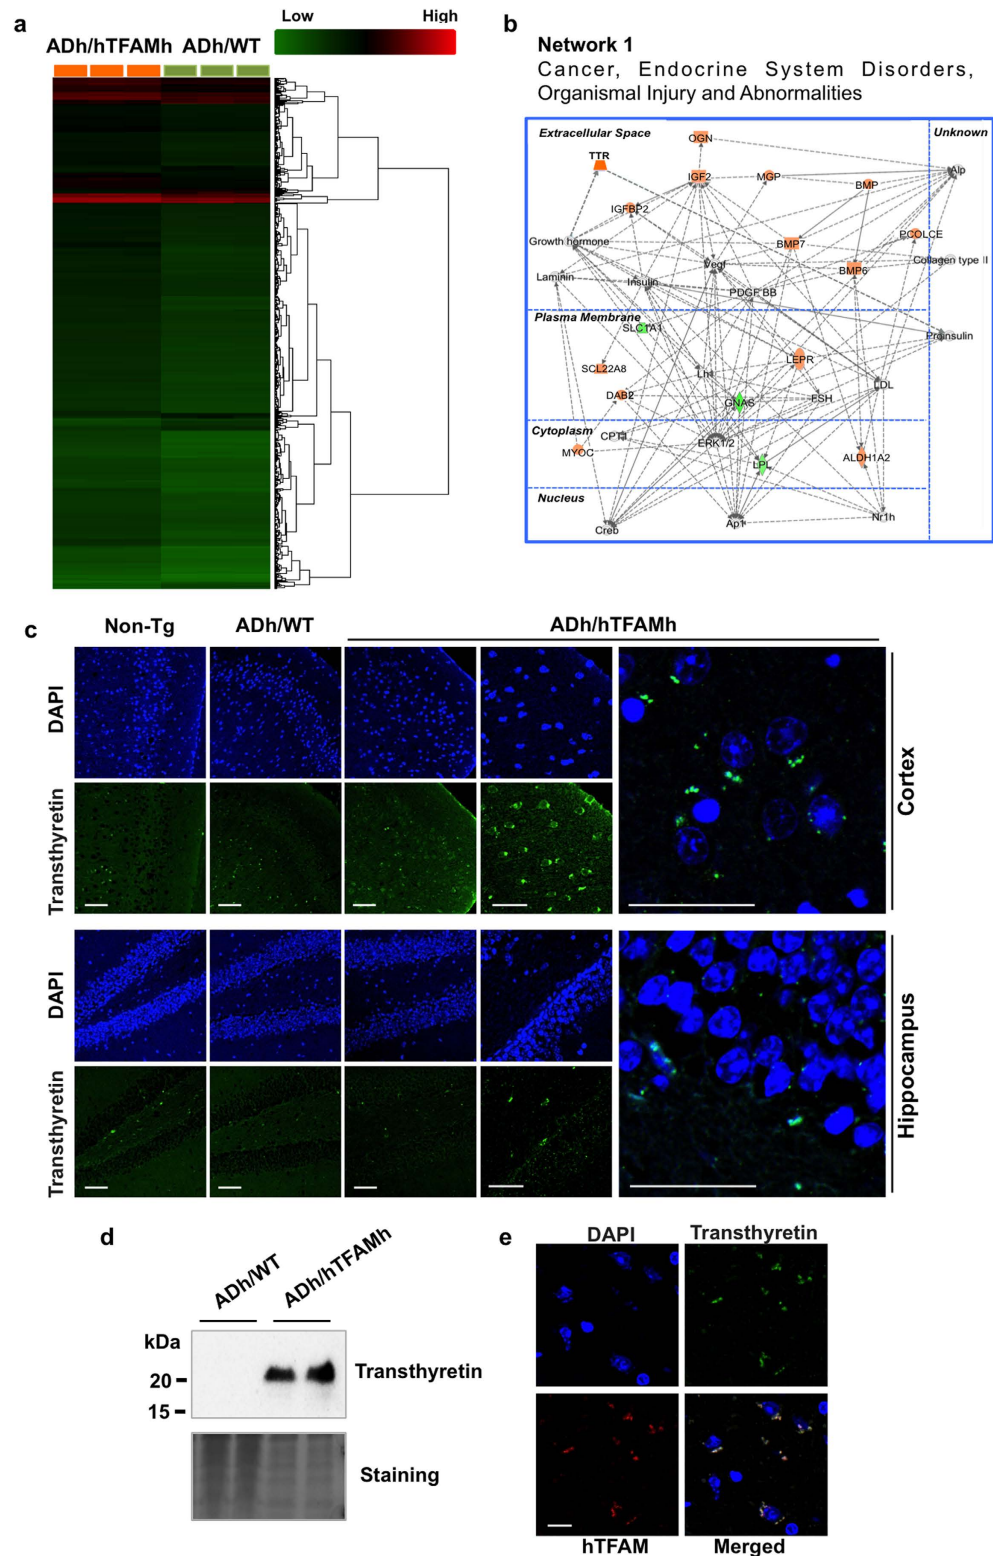 a
Low
High
ADh/hTFAMh
ADh/WT
b
Network 1
Cancer, Endocrine System Disorders,
Organismal Injury and Abnormalities
Extracellular Space
Unknown
OGN
TTR
IGF2
MGP
BMP
Alp
IGFBP2
PCOLCE
Growth hormone
BMP7
Collagen type II
Vegf
BMP6
Laminin
Insulin
PDGF BB
Plasma Membrane
SLC1A1
Proinsulin
LEPR
SCL22A8
Lh
LDL
DAB2
GNAS
FSH
Cytoplasm
CPT1
ERK1/2
MYOC
LPL
ALDH1A2
Nucleus
Creb
Ap1
Nr1h
c
Non-Tg
ADh/WT
ADh/hTFAMh
DAPI
Transthyretin
Cortex
DAPI
Transthyretin
Hippocampus
d
ADh/WT
ADh/hTFAMh
kDa
20
15
Transthyretin
Staining
e
DAPI
Transthyretin
hTFAM
Merged